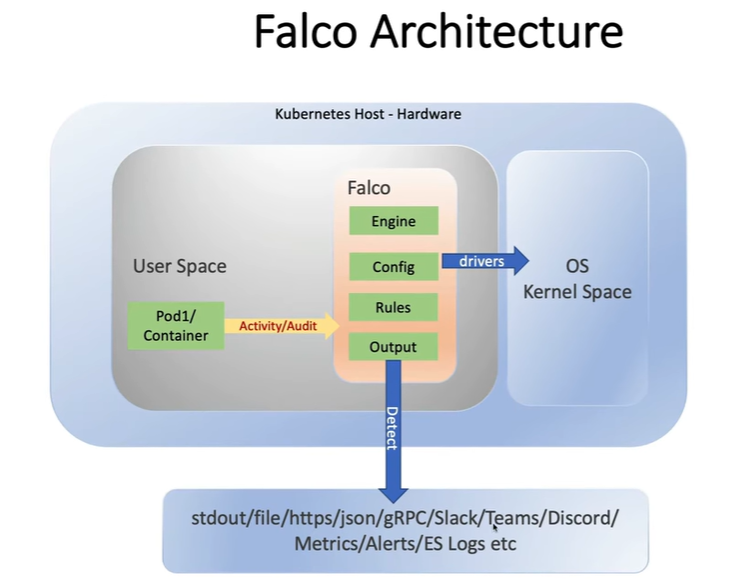 Falco Architecture
Kubernetes Host - Hardware
Falco
Engine
Config
Rules
Output
drivers
OS
Kernel Space
User Space
Pod1/
Container
Activity/Audit
Detect
stdout/file/https/json/gRPC/Slack/Teams/Discord/
Metrics/Alerts/ES Logs etc